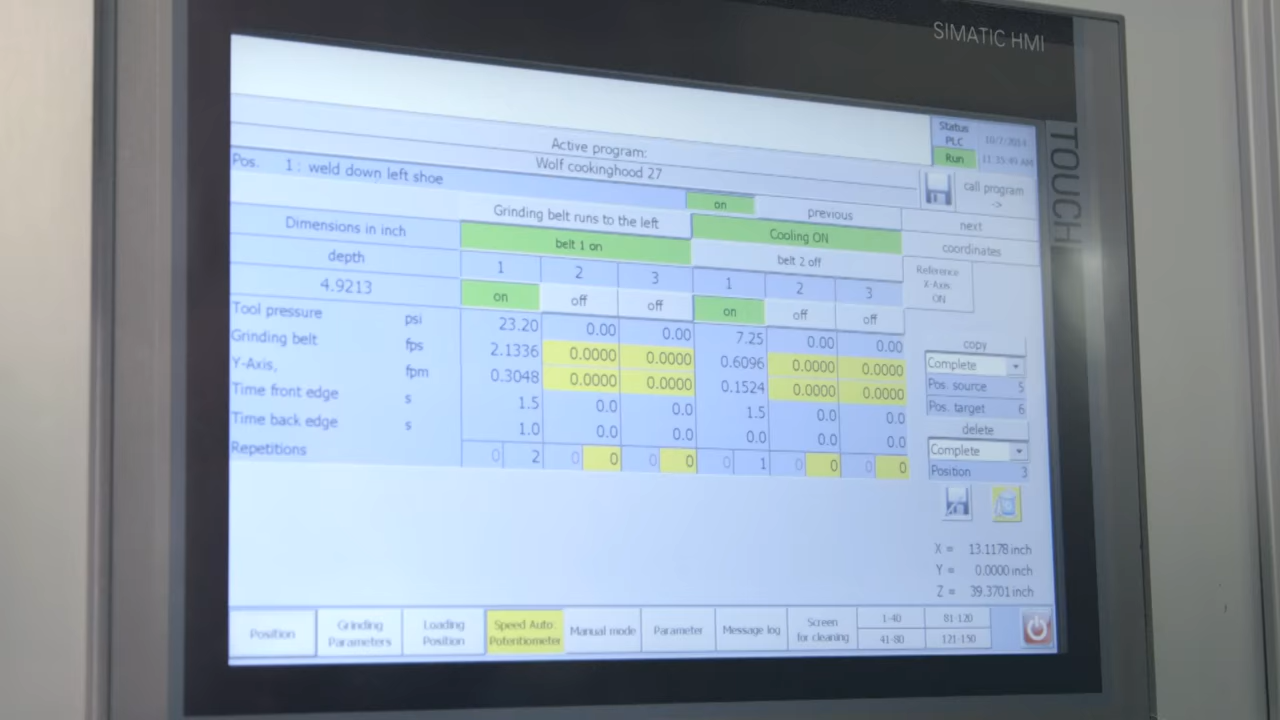 SIMATIC HMI
TOUCH
Status
PLC
Run
Active program:
Wolf cookinghood 27
Pos. 1: weld down left shoe
call program
->
on
previous
next
Dimensions in inch
Grinding belt runs to the left
Cooling ON
coordinates
depth
belt 1 on
belt 2 off
Reference
X-Axis
ON
4.9213
1 2 3 1 2 3
on off off on off off
Tool pressure psi 23.20 0.00 0.00 7.25 0.00 0.00
Grinding belt fps 2.1336 0.0000 0.0000 0.6096 0.0000 0.0000
Y-Axis, fpm 0.3048 0.0000 0.0000 0.1524 0.0000 0.0000
Time front edge s 1.5 0.0 0.0 1.5 0.0 0.0
Time back edge s 1.0 0.0 0.0 0.0 0.0 0.0
Repetitions 0 2 0 0 0 0 0 1 0 0 0 0
copy
Complete
Pos. source 5
Pos. target 6
delete
Complete
Position 3
X = 13.1178 inch
Y = 0.0000 inch
Z = 39.3701 inch
Position
Grinding
Parameters
Loading
Position
Speed Auto:
Potentiometer
Manual mode
Parameter
Message log
Screen
for cleaning
1-40
81-120
41-80
121-150